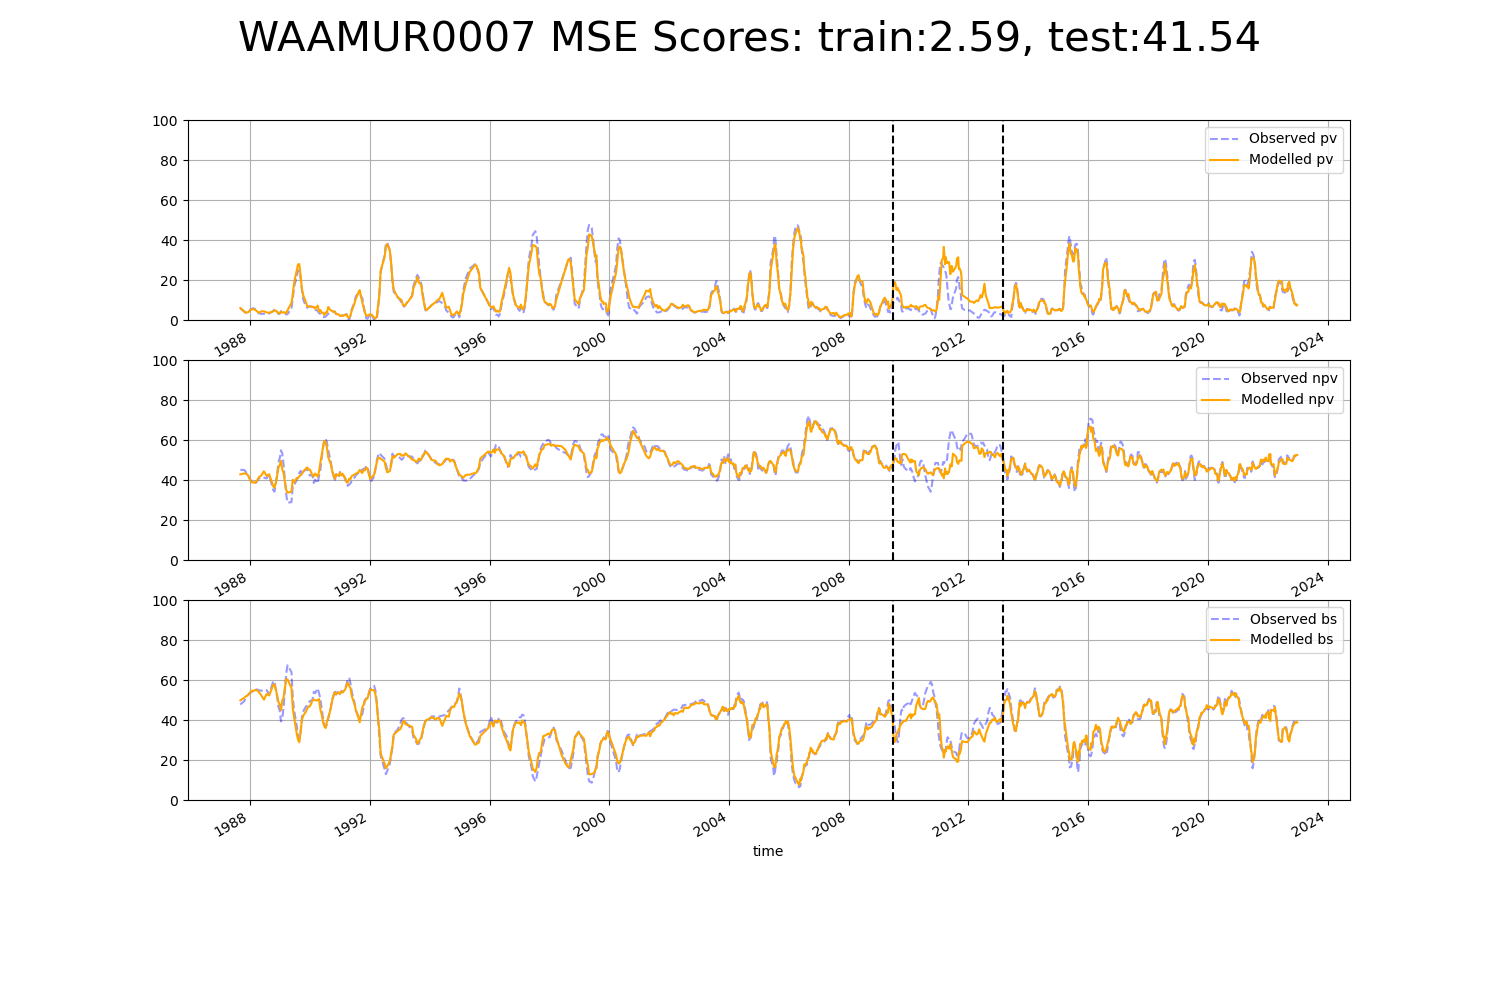 WAAMUR0007 MSE Scores: train:2.59, test:41.54
100
80
60
40
20
0
Observed pv
Modelled pv
1988 1992 1996 2000 2004 2008 2012 2016 2020 2024
100
80
60
40
20
0
Observed npv
Modelled npv
1988 1992 1996 2000 2004 2008 2012 2016 2020 2024
100
80
60
40
20
0
Observed bs
Modelled bs
1988 1992 1996 2000 2004 2008 2012 2016 2020 2024
time